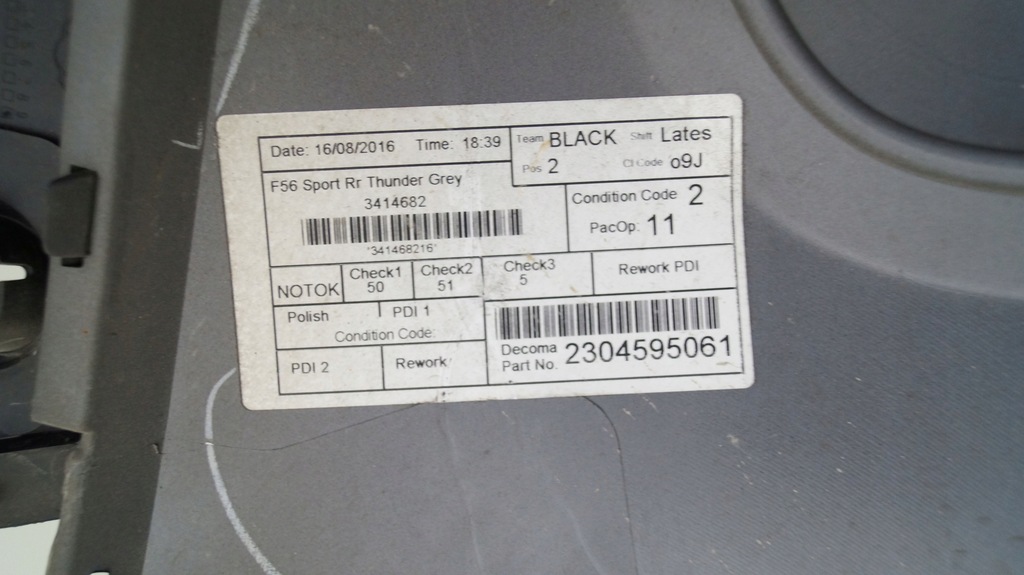 Date: 16/08/2016 Time: 18:39
Team BLACK Shift Lates
Pos 2 Cl Code o9J
F56 Sport Rr Thunder Grey
3414682
*341468216*
Condition Code 2
PacOp: 11
NOTOK
Check1
50
Check2
51
Check3
5
Rework PDI
Polish
PDI 1
Condition Code:
PDI 2
Rework
Decoma
Part No. 2304595061